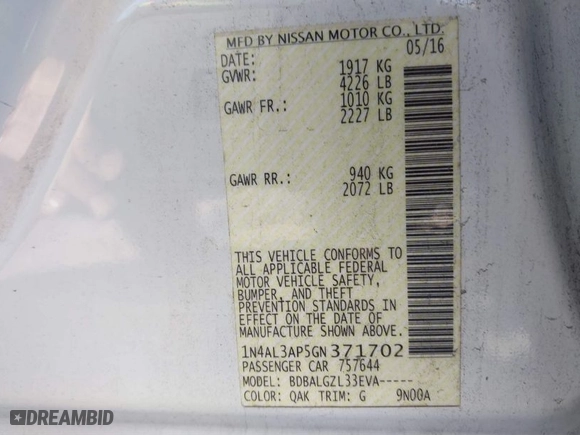 MFD BY NISSAN MOTOR CO., LTD.
DATE: 05/16
GVWR: 1917 KG
4226 LB
GAWR FR.: 1010 KG
2227 LB
GAWR RR.: 940 KG
2072 LB
THIS VEHICLE CONFORMS TO
ALL APPLICABLE FEDERAL
MOTOR VEHICLE SAFETY,
BUMPER, AND THEFT
PREVENTION STANDARDS IN
EFFECT ON THE DATE OF
MANUFACTURE SHOWN ABOVE.
1N4AL3AP5GN371702
PASSENGER CAR 757644
MODEL: BDBALGZL33EVA-----
COLOR: QAK TRIM: G 9N00A
DREAMBID